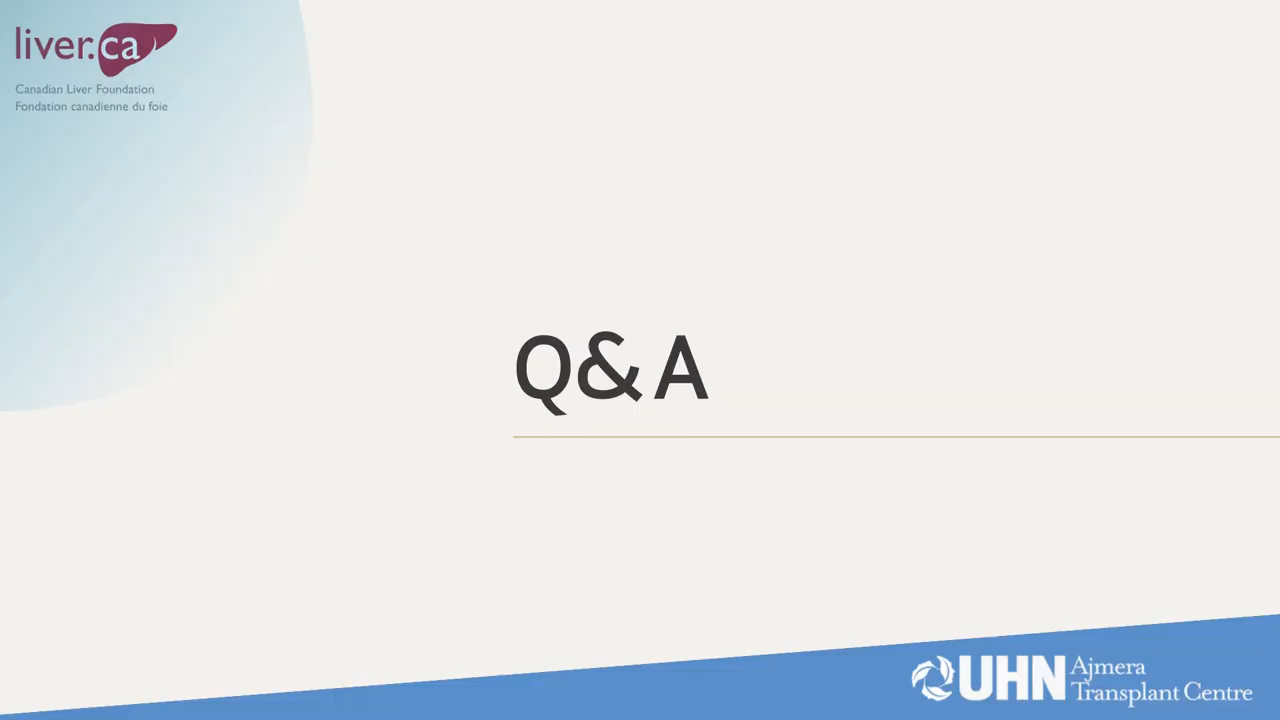 liver.ca
Canadian Liver Foundation
Fondation canadienne du foie
Q&A
UHN Ajmera
Transplant Centre